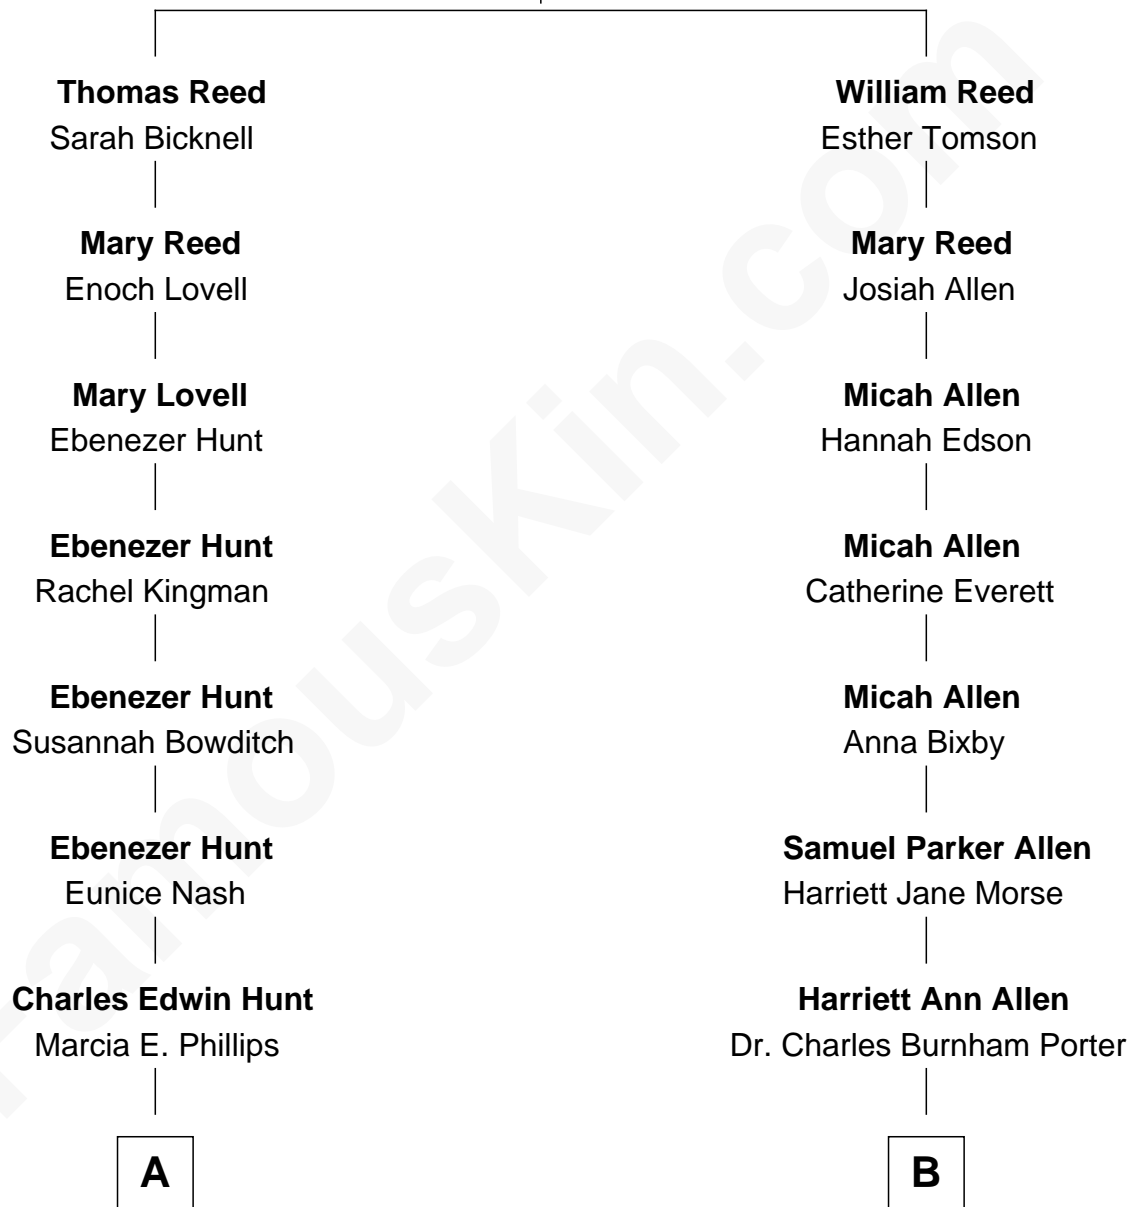 Thomas Reed
Sarah Bicknell
Mary Reed
Enoch Lovell
Mary Lovell
Ebenezer Hunt
Ebenezer Hunt
Rachel Kingman
Ebenezer Hunt
Susannah Bowditch
Ebenezer Hunt
Eunice Nash
Charles Edwin Hunt
Marcia E. Phillips
A
William Reed
Esther Tomson
Mary Reed
Josiah Allen
Micah Allen
Hannah Edson
Micah Allen
Catherine Everett
Micah Allen
Anna Bixby
Samuel Parker Allen
Harriett Jane Morse
Harriett Ann Allen
Dr. Charles Burnham Porter
B
FamousKin.com